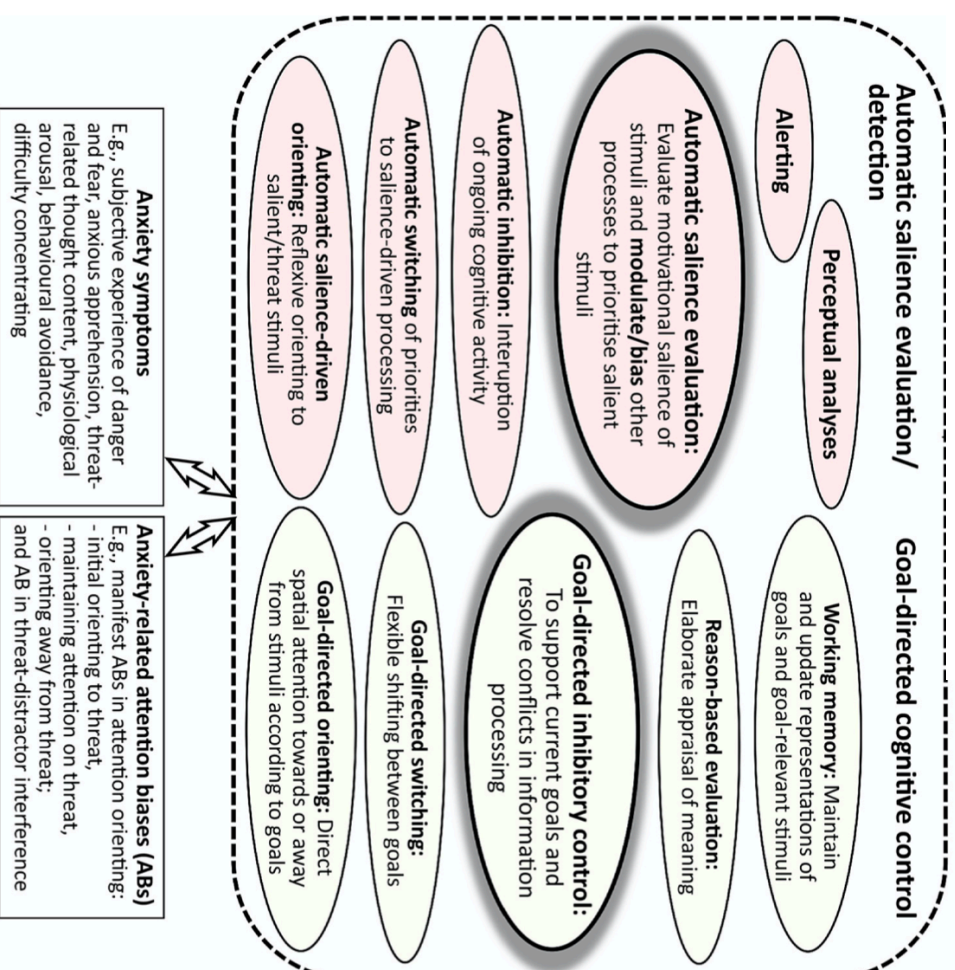 Automatic salience evaluation/
detection
Alerting
Perceptual analyses
Automatic salience evaluation:
Evaluate motivational salience of
stimuli and modulate/bias other
processes to prioritise salient
stimuli
Automatic inhibition: Interruption
of ongoing cognitive activity
Automatic switching of priorities
to salience-driven processing
Automatic salience-driven
orienting: Reflexive orienting to
salient/threat stimuli
Goal-directed cognitive control
Working memory: Maintain
and update representations of
goals and goal-relevant stimuli
Reason-based evaluation:
Elaborate appraisal of meaning
Goal-directed inhibitory control:
To support current goals and
resolve conflicts in information
processing
Goal-directed switching:
Flexible shifting between goals
Goal-directed orienting: Direct
spatial attention towards or away
from stimuli according to goals
Anxiety symptoms
E.g., subjective experience of danger
and fear, anxious apprehension, threat-
related thought content, physiological
arousal, behavioural avoidance,
difficulty concentrating
Anxiety-related attention biases (ABs)
E.g., manifest ABs in attention orienting:
- initial orienting to threat,
- maintaining attention on threat,
- orienting away from threat;
and AB in threat-distractor interference